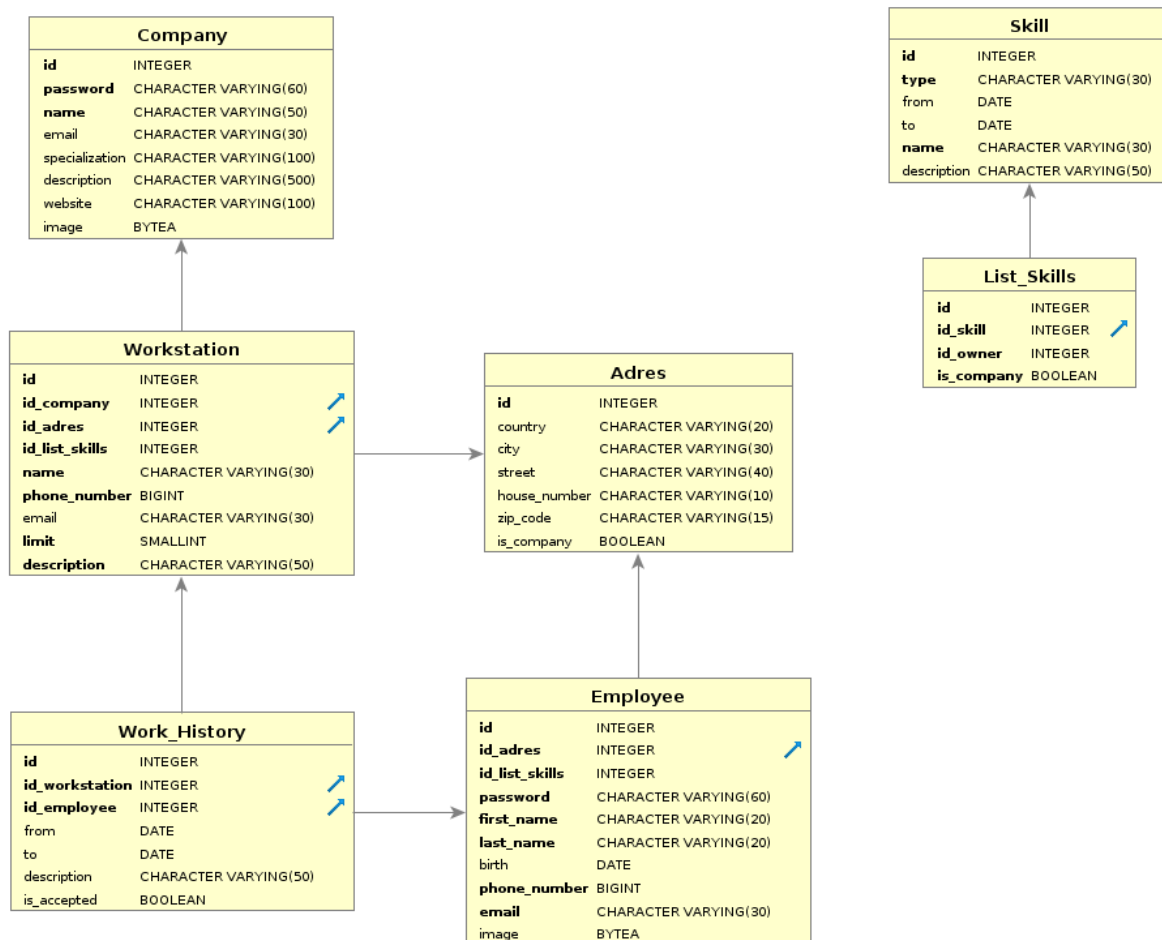 Company
id INTEGER
password CHARACTER VARYING(60)
name CHARACTER VARYING(50)
email CHARACTER VARYING(30)
specialization CHARACTER VARYING(100)
description CHARACTER VARYING(500)
website CHARACTER VARYING(100)
image BYTEA
Skill
id INTEGER
type CHARACTER VARYING(30)
from DATE
to DATE
name CHARACTER VARYING(30)
description CHARACTER VARYING(50)
List_Skills
id INTEGER
id_skill INTEGER
id_owner INTEGER
is_company BOOLEAN
Workstation
id INTEGER
id_company INTEGER
id_adres INTEGER
id_list_skills INTEGER
name CHARACTER VARYING(30)
phone_number BIGINT
email CHARACTER VARYING(30)
limit SMALLINT
description CHARACTER VARYING(50)
Adres
id INTEGER
country CHARACTER VARYING(20)
city CHARACTER VARYING(30)
street CHARACTER VARYING(40)
house_number CHARACTER VARYING(10)
zip_code CHARACTER VARYING(15)
is_company BOOLEAN
Work_History
id INTEGER
id_workstation INTEGER
id_employee INTEGER
from DATE
to DATE
description CHARACTER VARYING(50)
is_accepted BOOLEAN
Employee
id INTEGER
id_adres INTEGER
id_list_skills INTEGER
password CHARACTER VARYING(60)
first_name CHARACTER VARYING(20)
last_name CHARACTER VARYING(20)
birth DATE
phone_number BIGINT
email CHARACTER VARYING(30)
image BYTEA